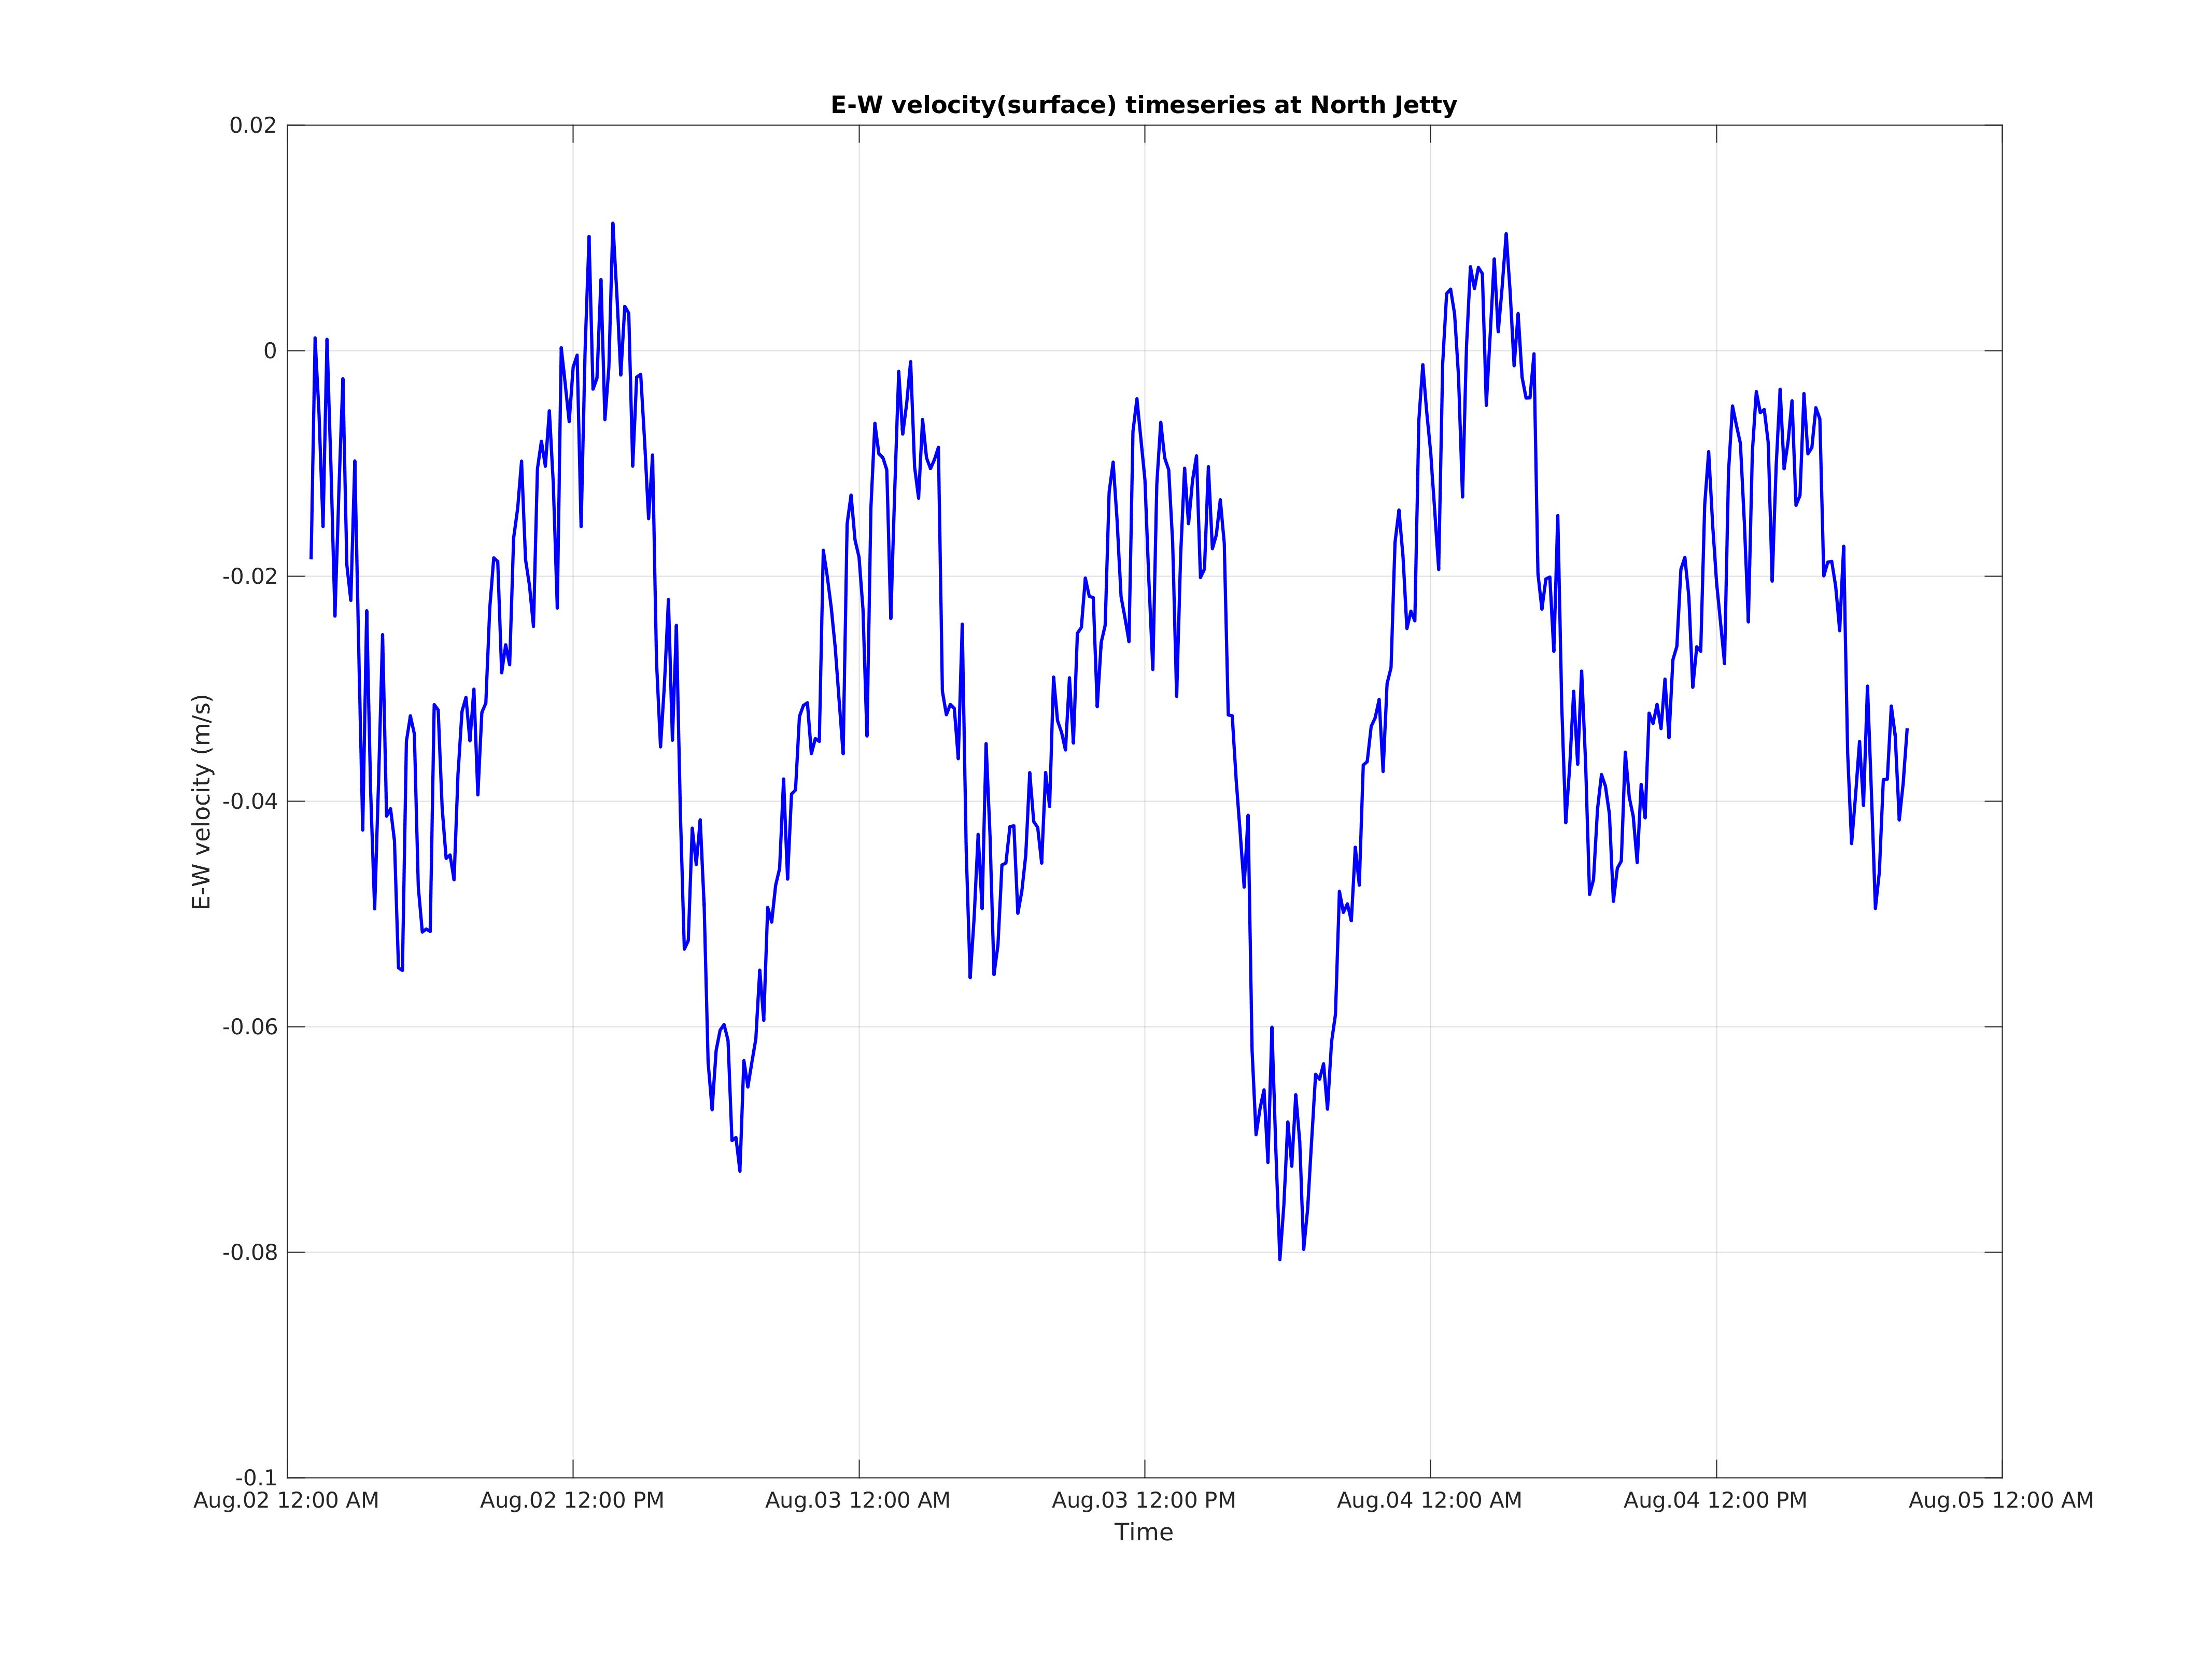 E-W velocity(surface) timeseries at North Jetty
0.02
0
-0.02
-0.04
-0.06
-0.08
-0.1
E-W velocity (m/s)
Aug.02 12:00 AM Aug.02 12:00 PM Aug.03 12:00 AM Aug.03 12:00 PM Aug.04 12:00 AM Aug.04 12:00 PM Aug.05 12:00 AM
Time